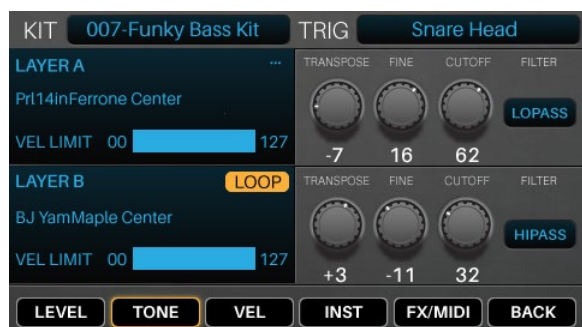 KIT 007-Funky Bass Kit TRIG Snare Head
LAYER A ... TRANSPOSE FINE CUTOFF FILTER
Prl14inFerrone Center
LOPASS
VEL LIMIT 00 127
-7 16 62
LAYER B LOOP TRANSPOSE FINE CUTOFF FILTER
BJ YamMaple Center
HIPASS
VEL LIMIT 00 127
+3 -11 32
LEVEL TONE VEL INST FX/MIDI BACK